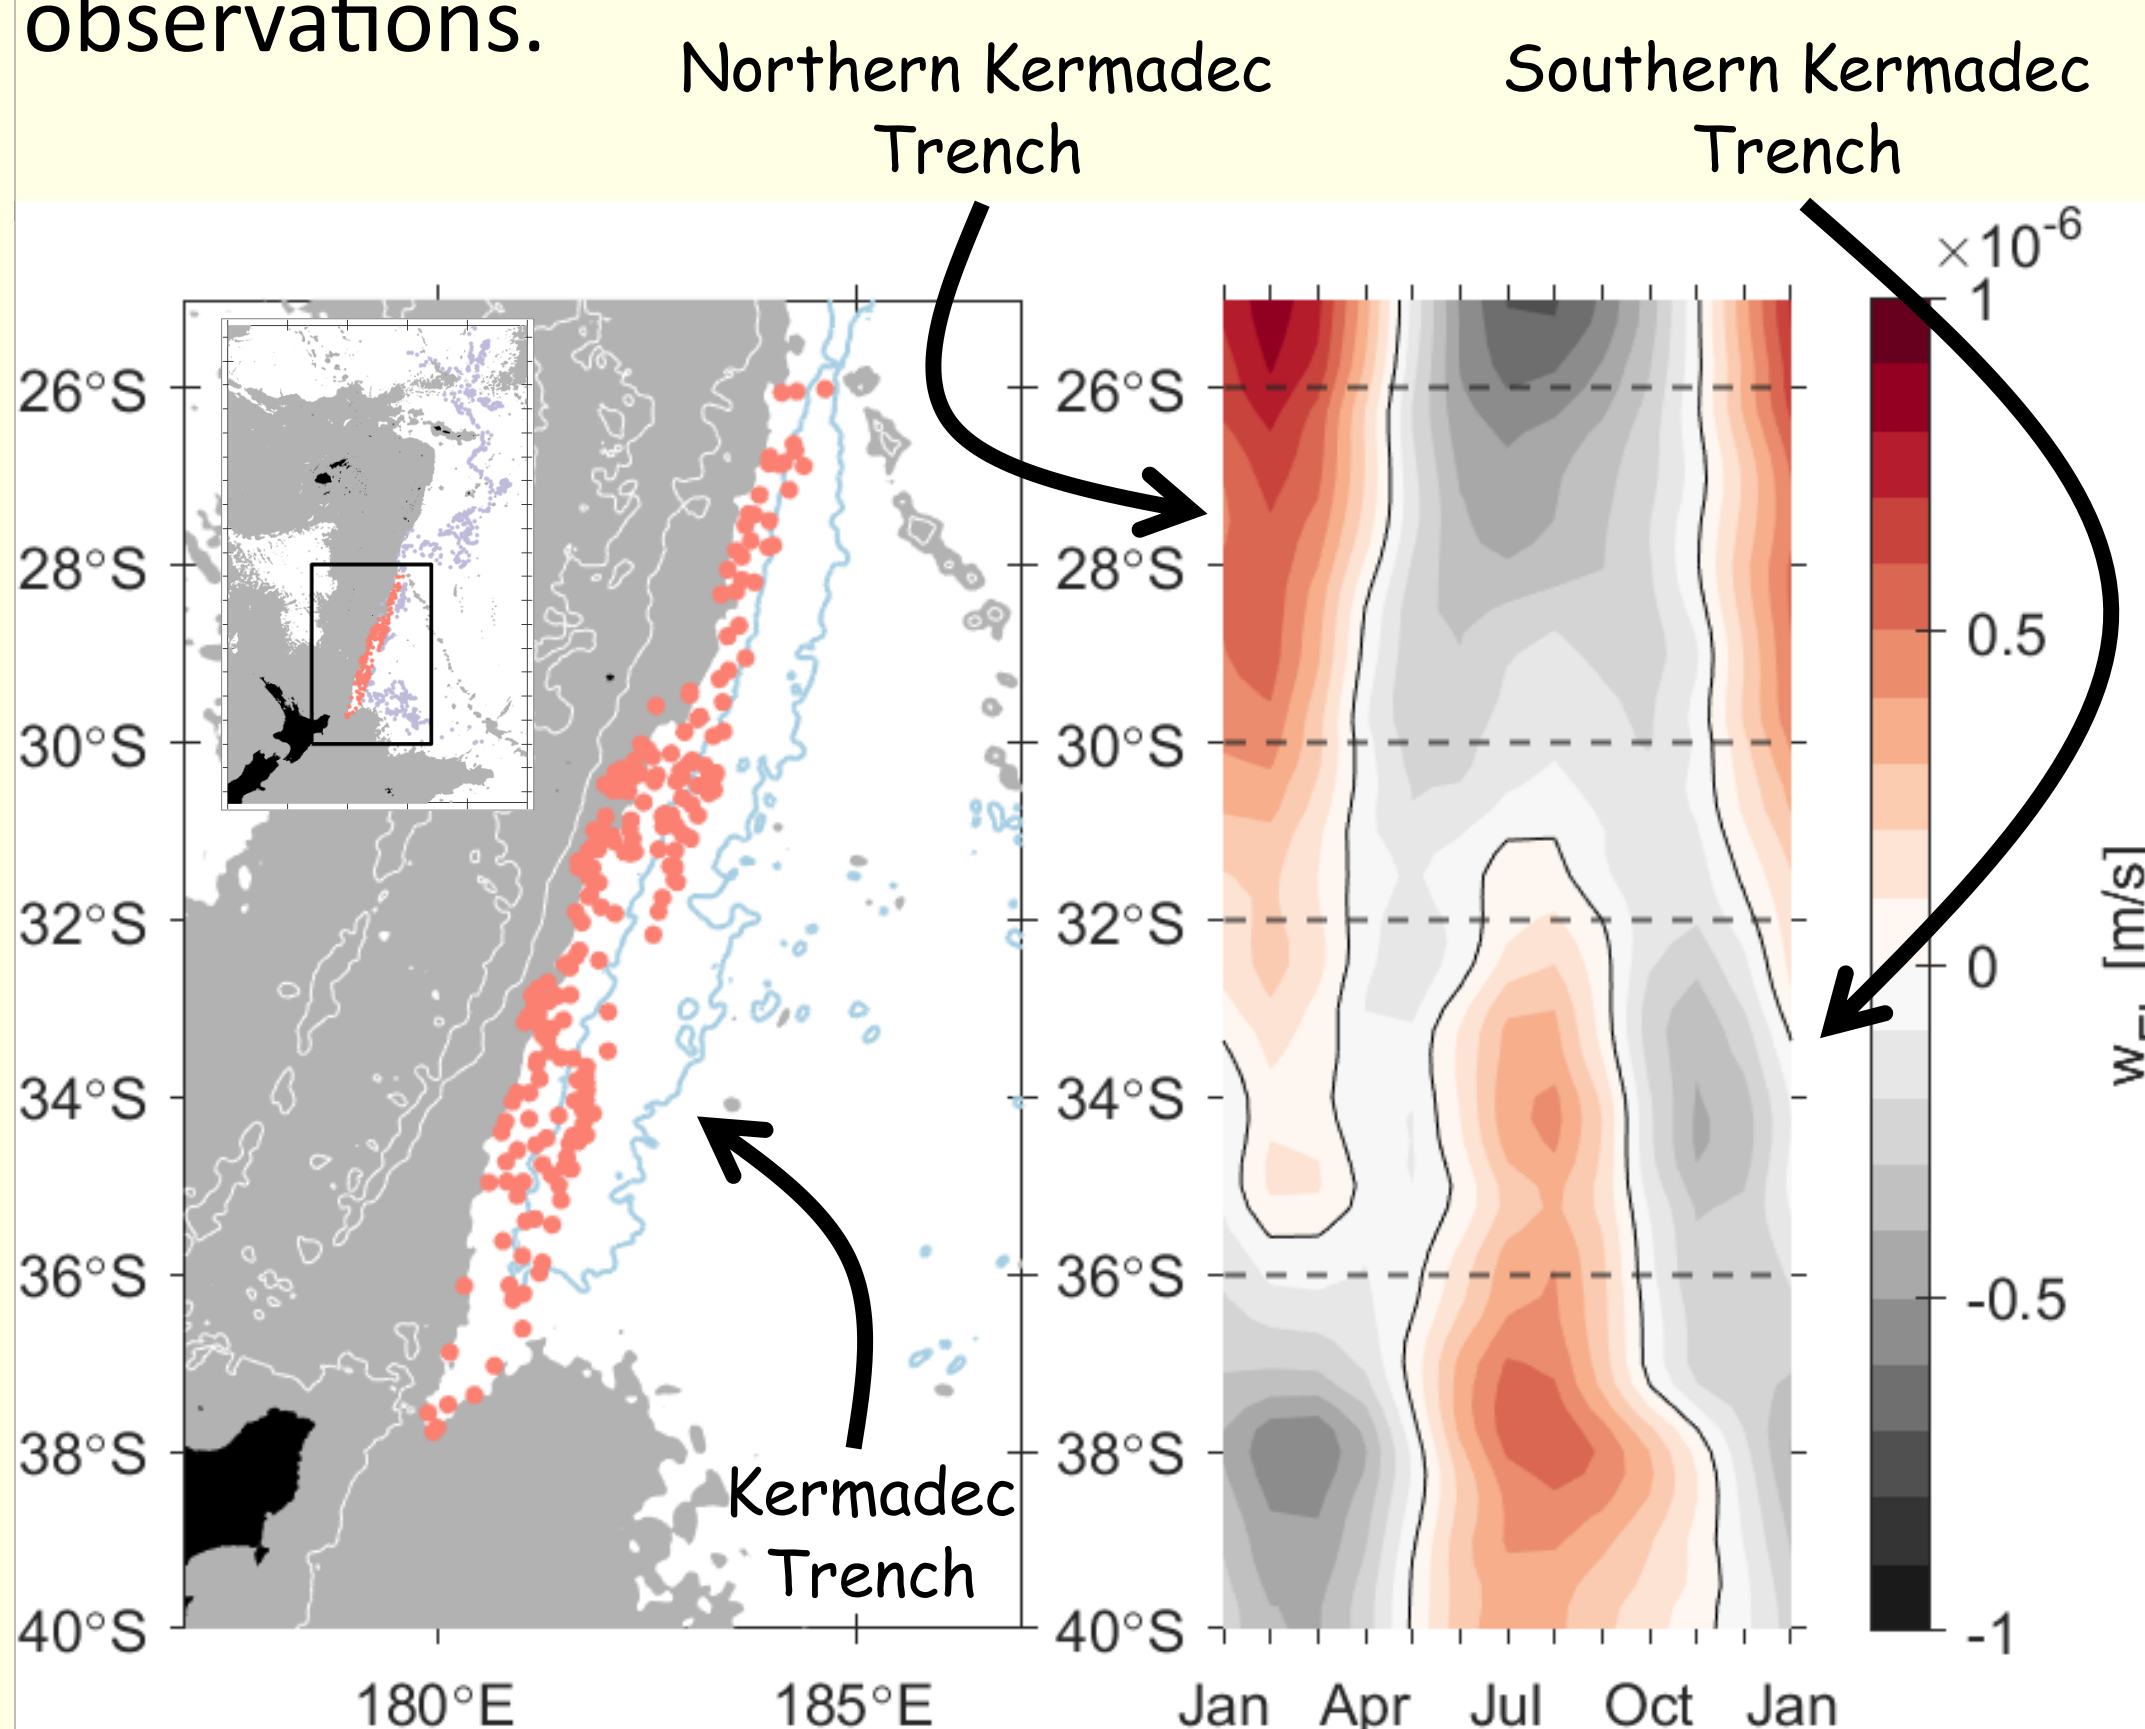 observations.
Northern Kermadec
Trench
Southern Kermadec
Trench
×10⁻⁶
26°S
28°S
30°S
32°S
34°S
36°S
38°S
40°S
180°E
185°E
Kermadec
Trench
26°S
28°S
30°S
32°S
34°S
36°S
38°S
40°S
Jan
Apr
Jul
Oct
Jan
1
0.5
0
-0.5
-1
[m/s]